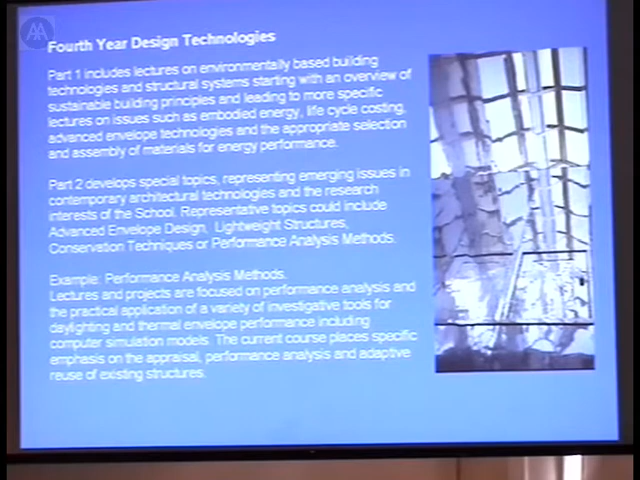 AA
Fourth Year Design Technologies
Part 1 includes lectures on environmentally based building
technologies and structural systems starting with an overview of
sustainable building principles and leading to more specific
lectures on issues such as embodied energy, life cycle costing,
advanced envelope technologies and the appropriate selection
and assembly of materials for energy performance.
Part 2 develops special topics, representing emerging issues in
contemporary architectural technologies and the research
interests of the School. Representative topics could include
Advanced Envelope Design, Lightweight Structures,
Conservation Techniques or Performance Analysis Methods.
Example: Performance Analysis Methods.
Lectures and projects are focused on performance analysis and
the practical application of a variety of investigative tools for
daylighting and thermal envelope performance including
computer simulation models. The current course places specific
emphasis on the appraisal, performance analysis and adaptive
reuse of existing structures.